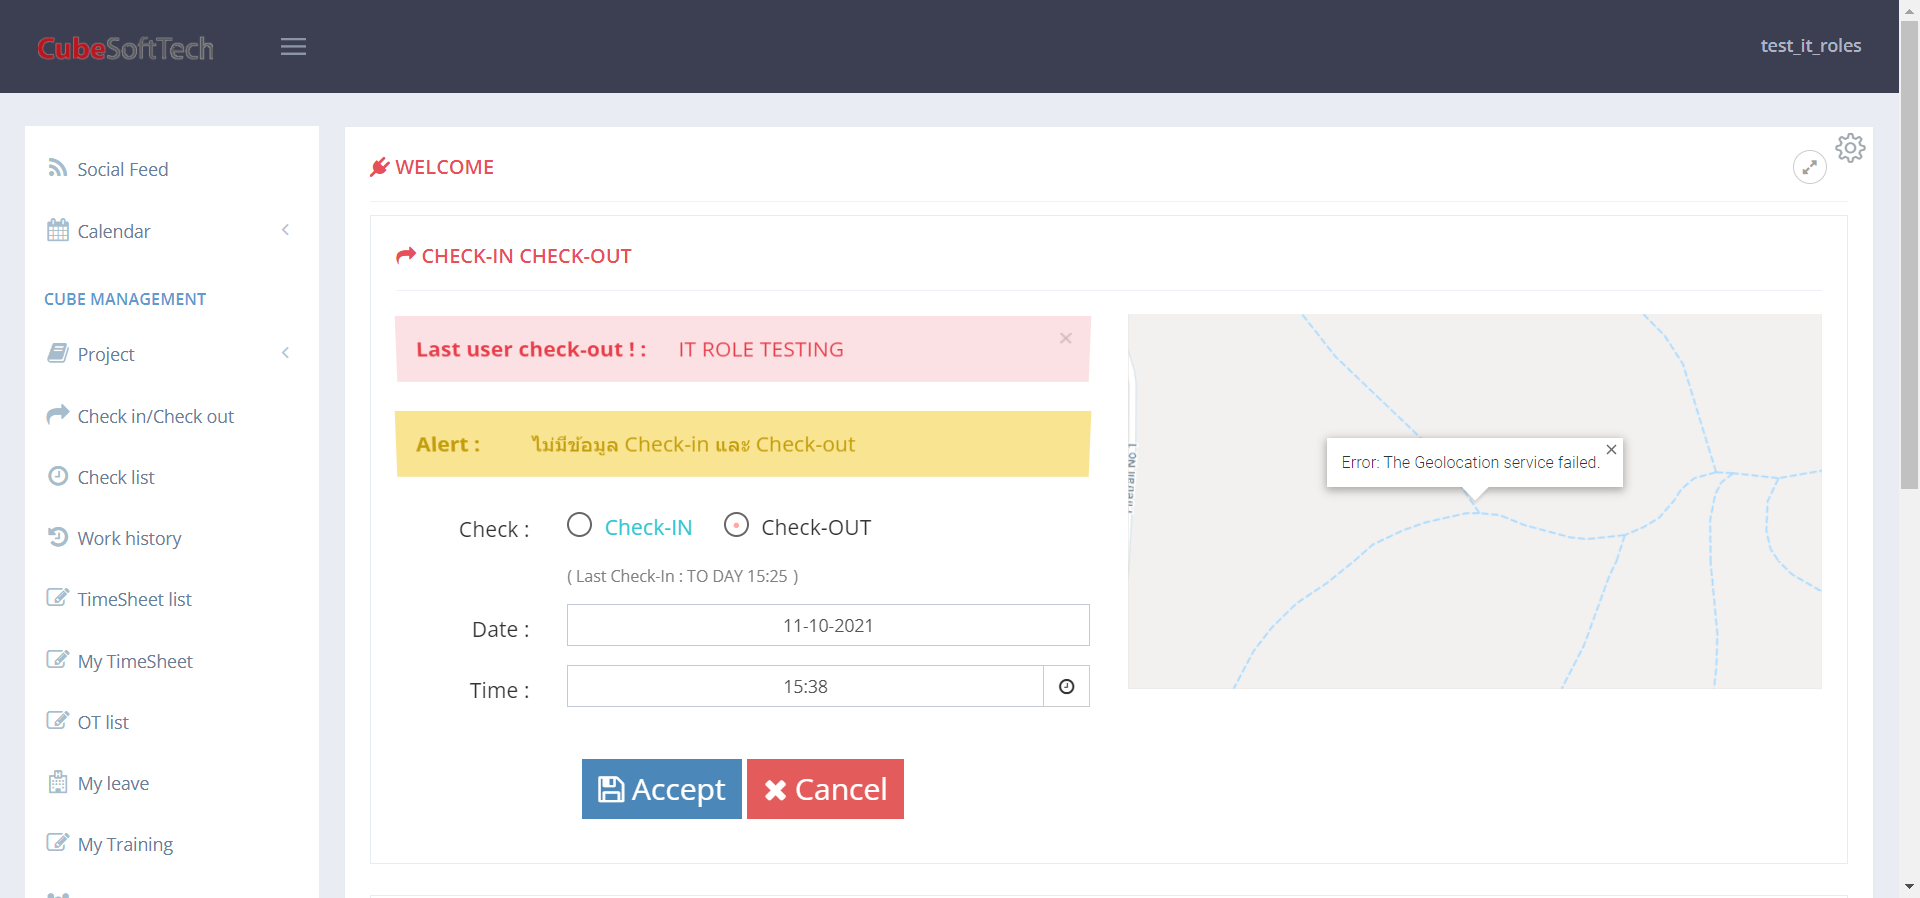 CubeSoftTech
test_it_roles
Social Feed
Calendar
CUBE MANAGEMENT
Project
Check in/Check out
Check list
Work history
TimeSheet list
My TimeSheet
OT list
My leave
My Training
WELCOME
CHECK-IN CHECK-OUT
Last user check-out ! : IT ROLE TESTING
Alert : ไม่มีข้อมูล Check-in และ Check-out
Check : Check-IN Check-OUT
( Last Check-In : TO DAY 15:25 )
Date : 11-10-2021
Time : 15:38
Accept Cancel
Error: The Geolocation service failed.